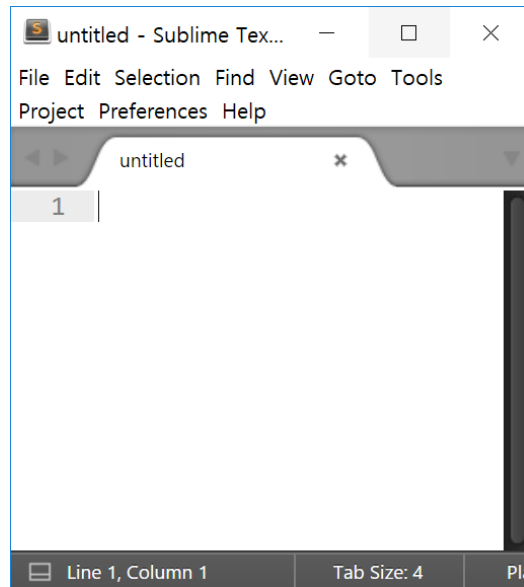 untitled - Sublime Tex...
File Edit Selection Find View Goto Tools
Project Preferences Help
untitled
1
Line 1, Column 1 Tab Size: 4